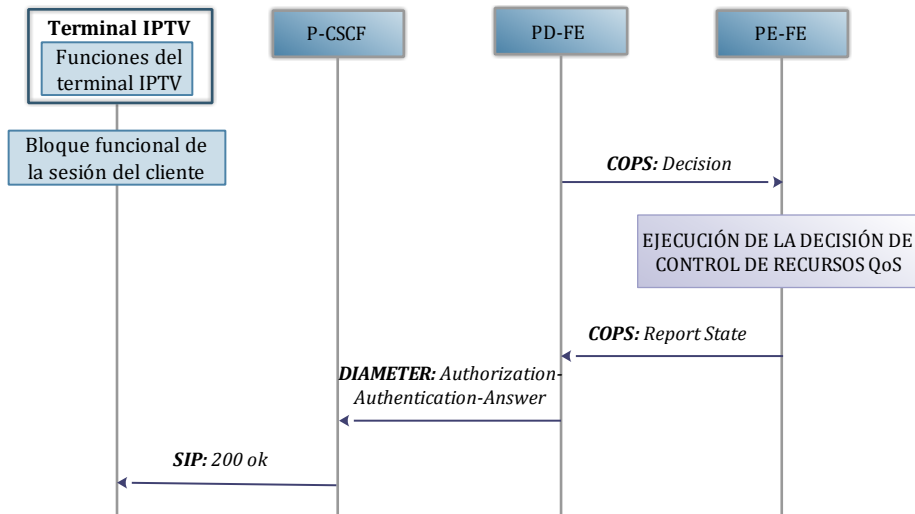 Terminal IPTV
Funciones del
terminal IPTV
P-CSCF
PD-FE
PE-FE
Bloque funcional de
la sesión del cliente
COPS: Decision
EJECUCIÓN DE LA DECISIÓN DE
CONTROL DE RECURSOS QoS
COPS: Report State
DIAMETER: Authorization-
Authentication-Answer
SIP: 200 ok